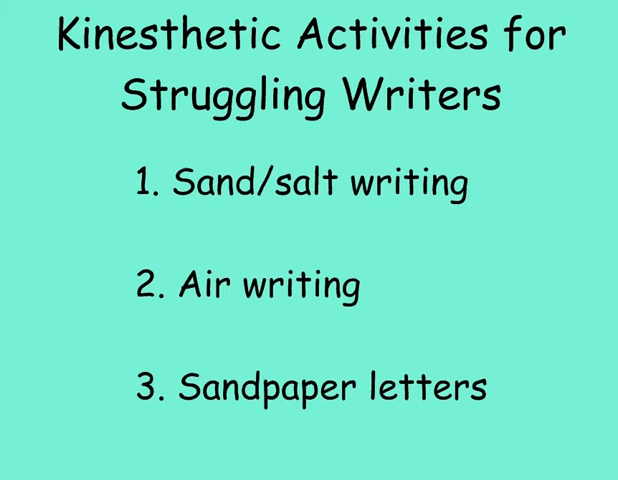 Kinesthetic Activities for
Struggling Writers
1. Sand/salt writing
2. Air writing
3. Sandpaper letters